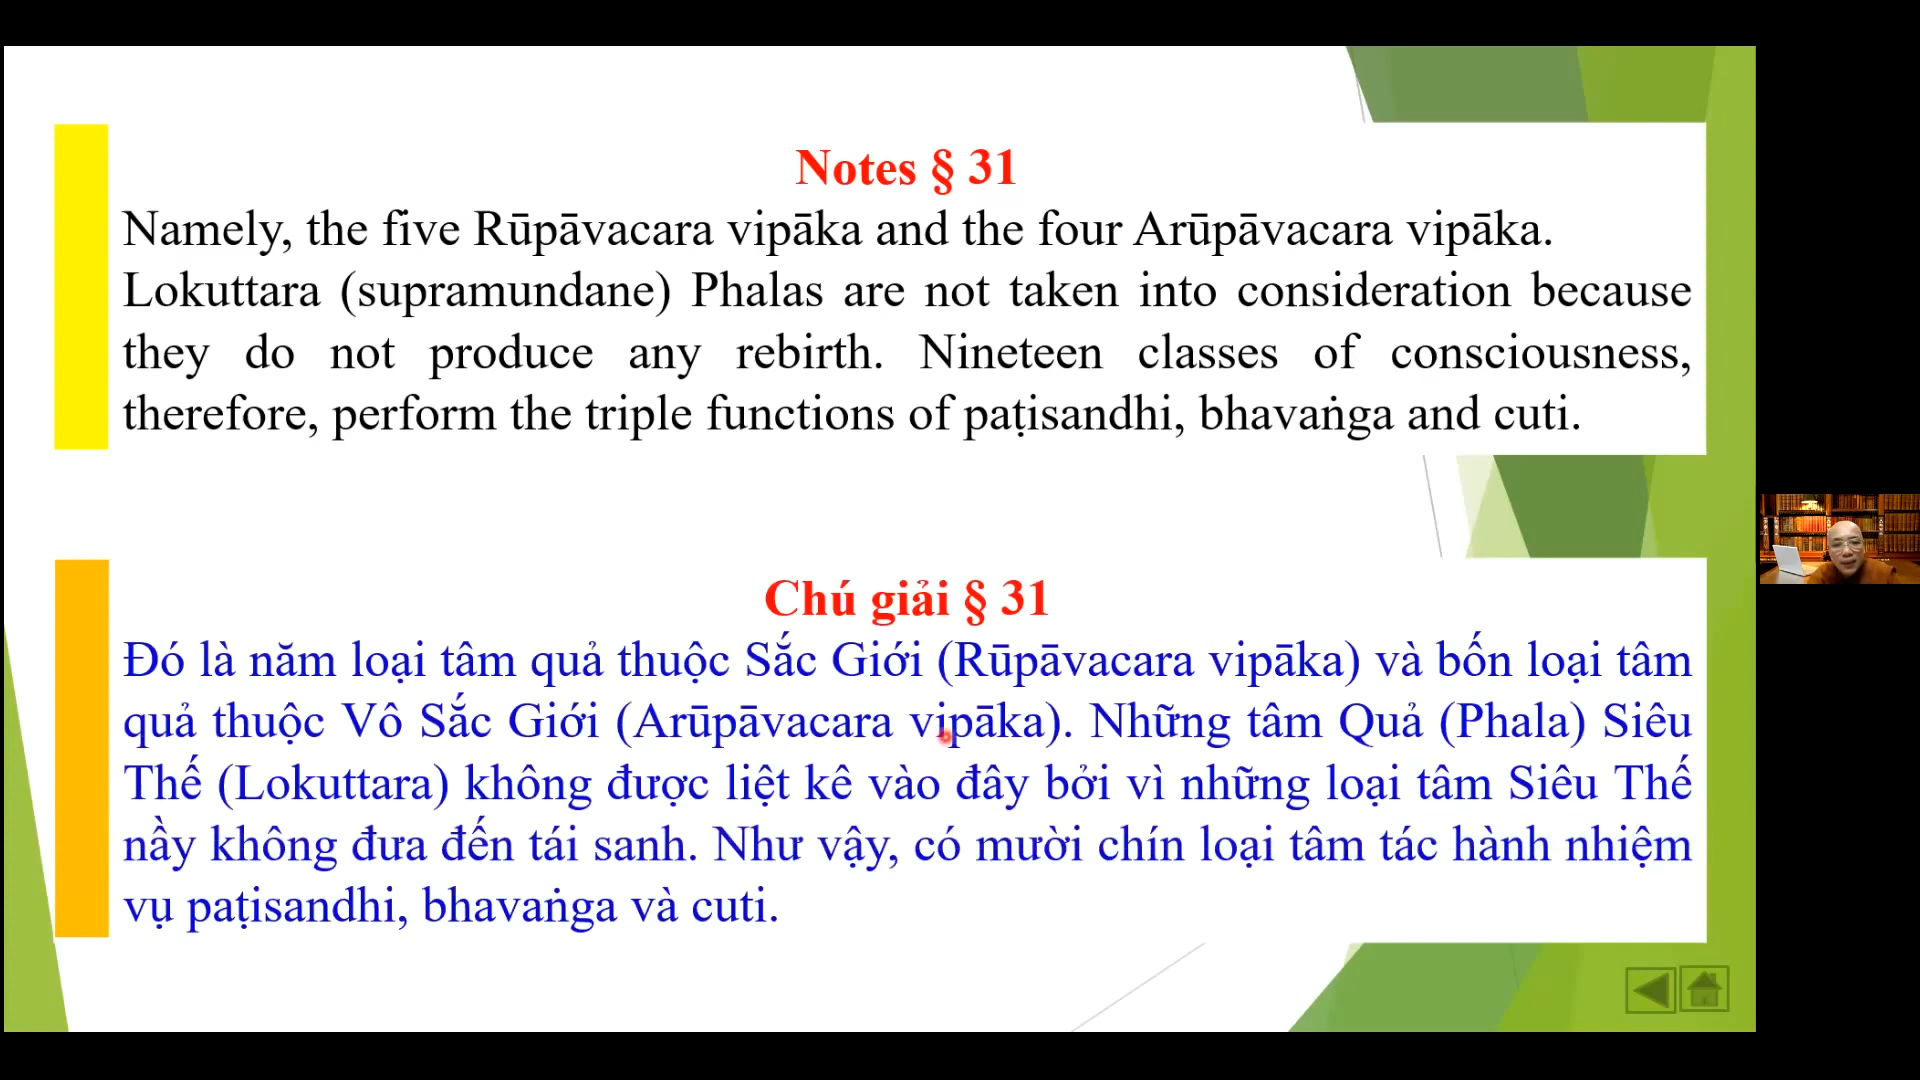 Notes § 31
Namely, the five Rūpāvacara vipāka and the four Arūpāvacara vipāka.
Lokuttara (supramundane) Phalas are not taken into consideration because
they do not produce any rebirth. Nineteen classes of consciousness,
therefore, perform the triple functions of paṭisandhi, bhavaṅga and cuti.
Chú giải § 31
Đó là năm loại tâm quả thuộc Sắc Giới (Rūpāvacara vipāka) và bốn loại tâm
quả thuộc Vô Sắc Giới (Arūpāvacara vipāka). Những tâm Quả (Phala) Siêu
Thế (Lokuttara) không được liệt kê vào đây bởi vì những loại tâm Siêu Thế
nầy không đưa đến tái sanh. Như vậy, có mười chín loại tâm tác hành nhiệm
vụ paṭisandhi, bhavaṅga và cuti.